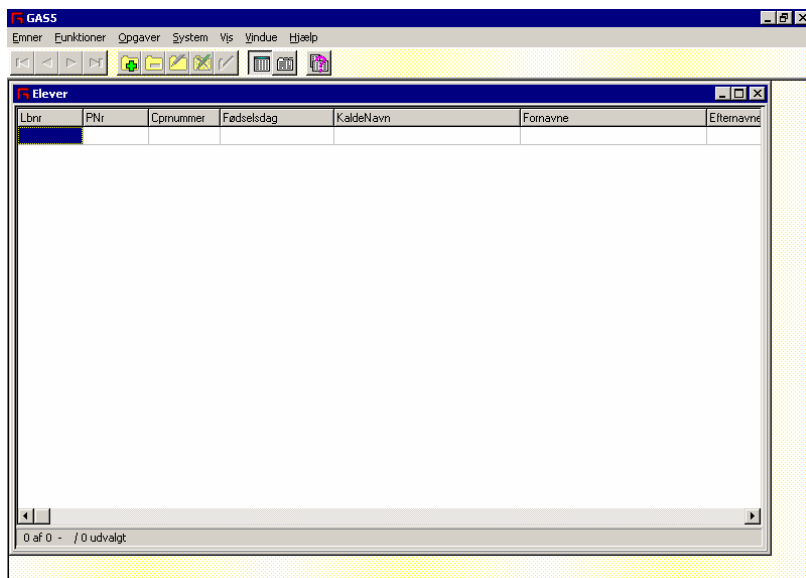 GAS5
Emner Funktioner Opgaver System Vis Vindue Hjælp
Elever
Lbnr PNr Cprnummer Fødselsdag KaldeNavn Fornavne Efternavne
0 af 0 - / 0 udvalgt